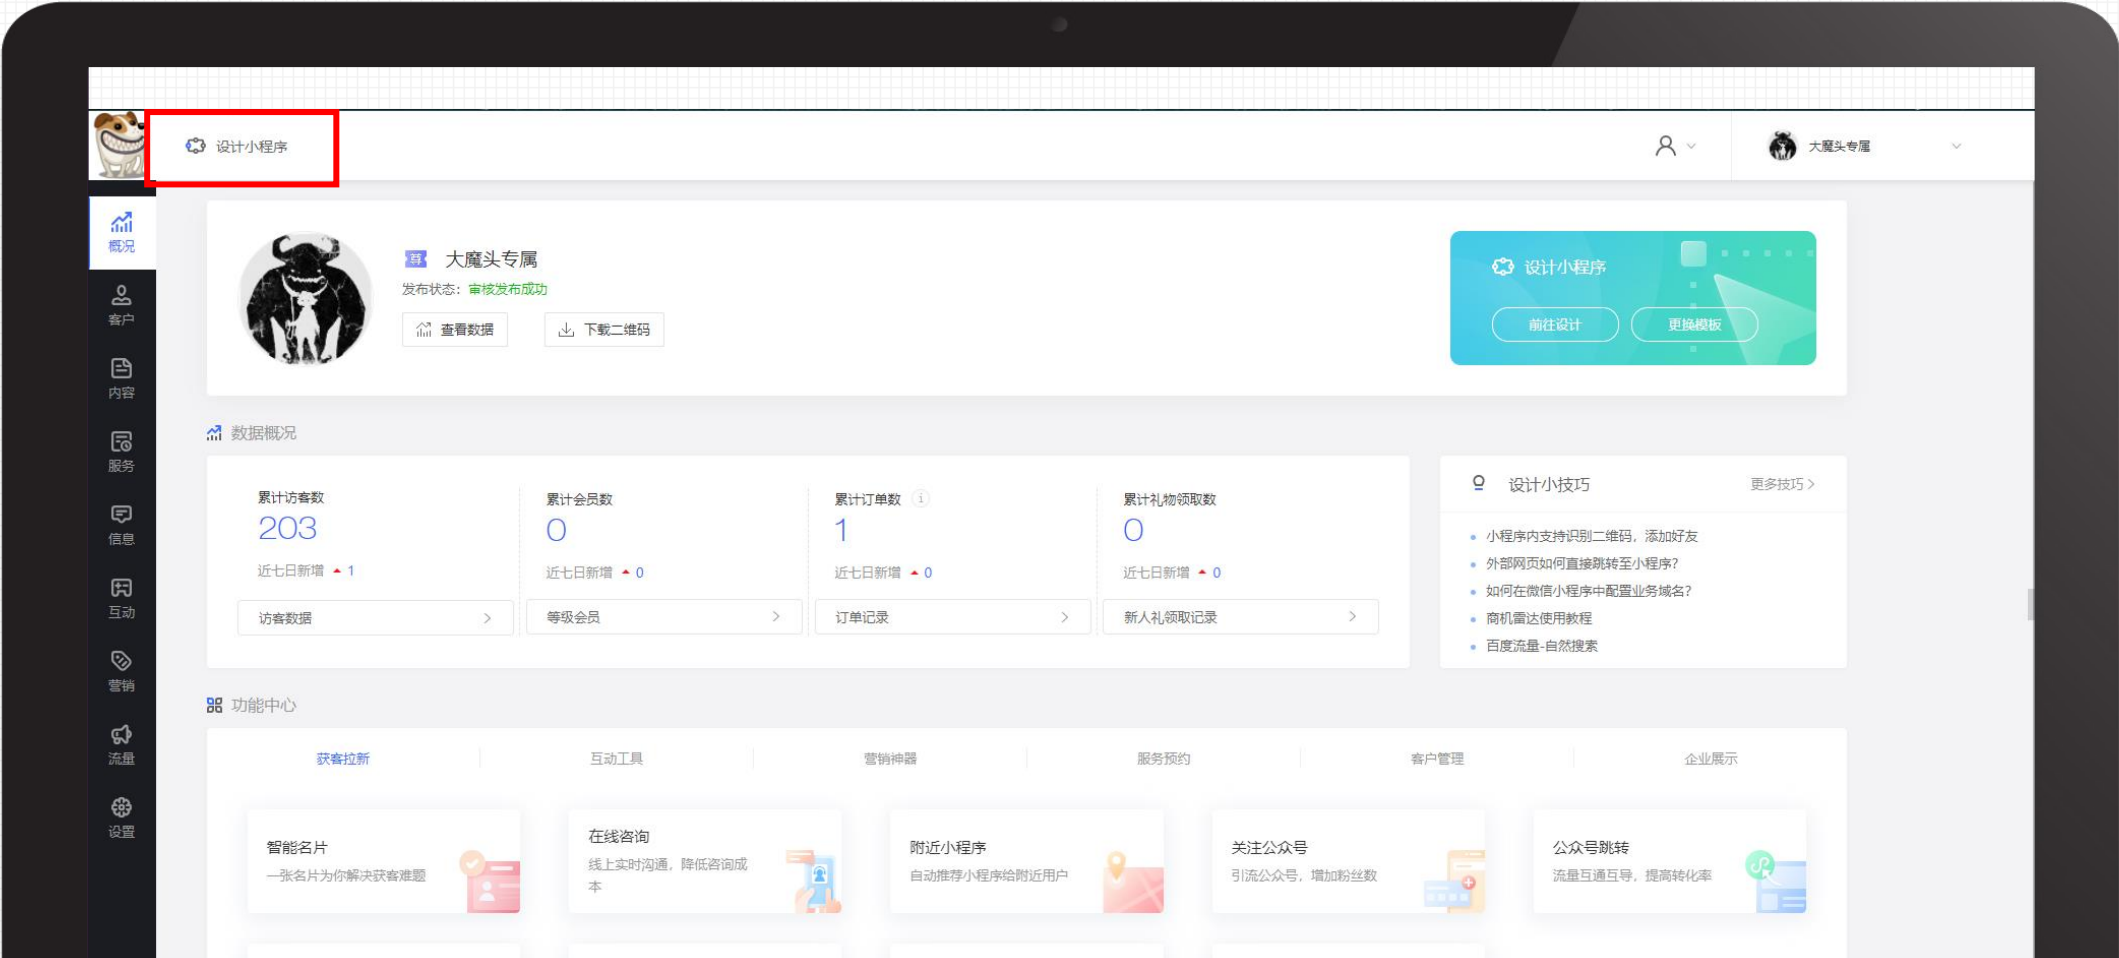 设计小程序
大魔头专属
概况
客户
内容
服务
信息
互动
营销
流量
设置
尊 大魔头专属
发布状态：审核发布成功
查看数据
下载二维码
设计小程序
前往设计
更换模板
数据概况
累计访客数
203
近七日新增 1
访客数据
累计会员数
0
近七日新增 0
等级会员
累计订单数
1
近七日新增 0
订单记录
累计礼物领取数
0
近七日新增 0
新人礼领取记录
设计小技巧
更多技巧
小程序内支持识别二维码，添加好友
外部网页如何直接跳转至小程序？
如何在微信小程序中配置业务域名？
商机雷达使用教程
百度流量-自然搜索
功能中心
获客拉新
互动工具
营销神器
服务预约
客户管理
企业展示
智能名片
一张名片为你解决获客难题
在线咨询
线上实时沟通，降低咨询成
本
附近小程序
自动推荐小程序给附近用户
关注公众号
引流公众号，增加粉丝数
公众号跳转
流量互通互导，提高转化率